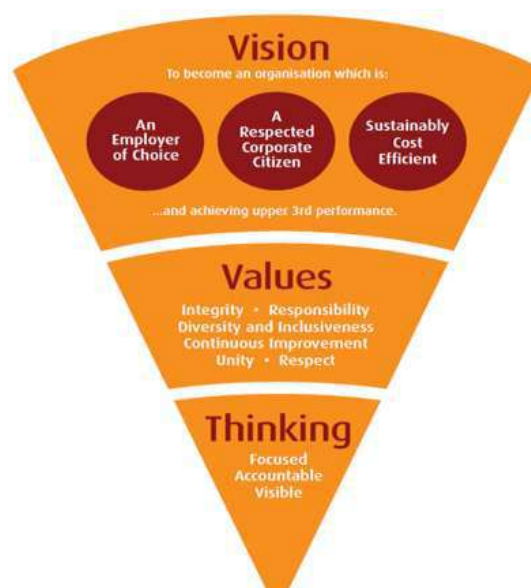 Vision
To become an organisation which is:
An
Employer
of Choice
A
Respected
Corporate
Citizen
Sustainably
Cost
Efficient
...and achieving upper 3rd performance.
Values
Integrity • Responsibility
Diversity and Inclusiveness
Continuous Improvement
Unity • Respect
Thinking
Focused
Accountable
Visible